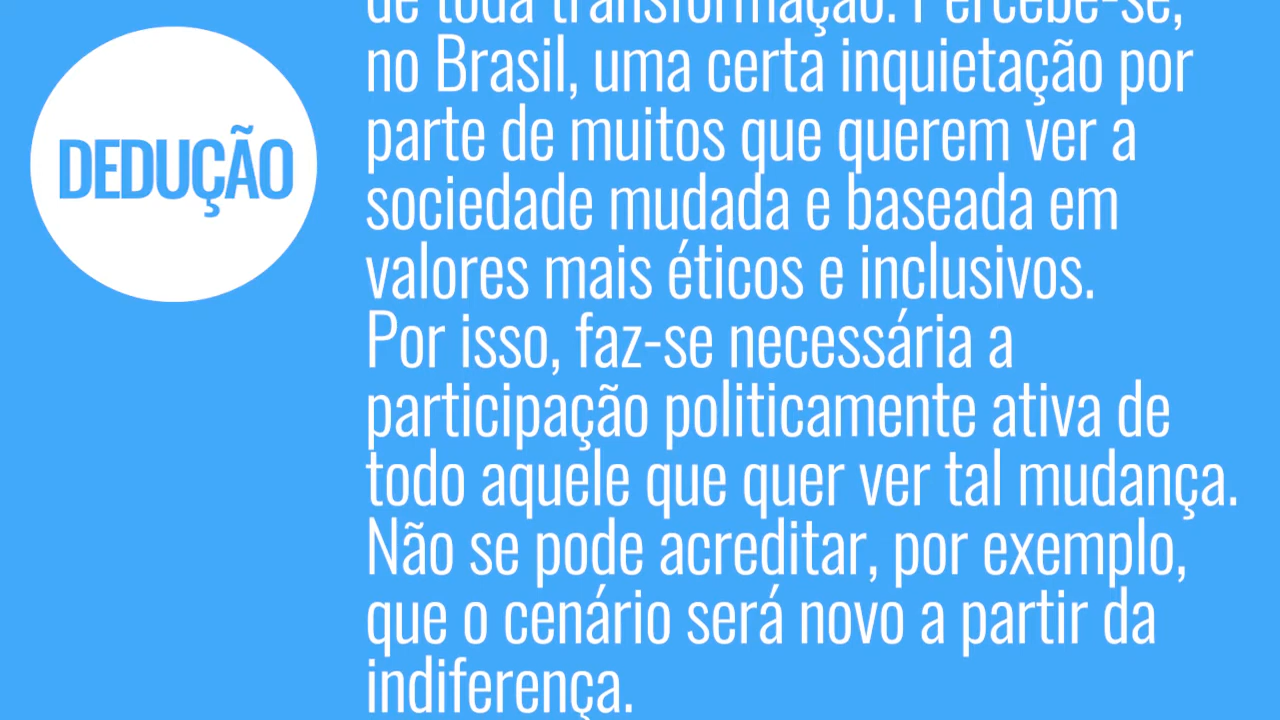 DEDUÇÃO
de toda transformação. Percebe-se,
no Brasil, uma certa inquietação por
parte de muitos que querem ver a
sociedade mudada e baseada em
valores mais éticos e inclusivos.
Por isso, faz-se necessária a
participação politicamente ativa de
todo aquele que quer ver tal mudança.
Não se pode acreditar, por exemplo,
que o cenário será novo a partir da
indiferença.